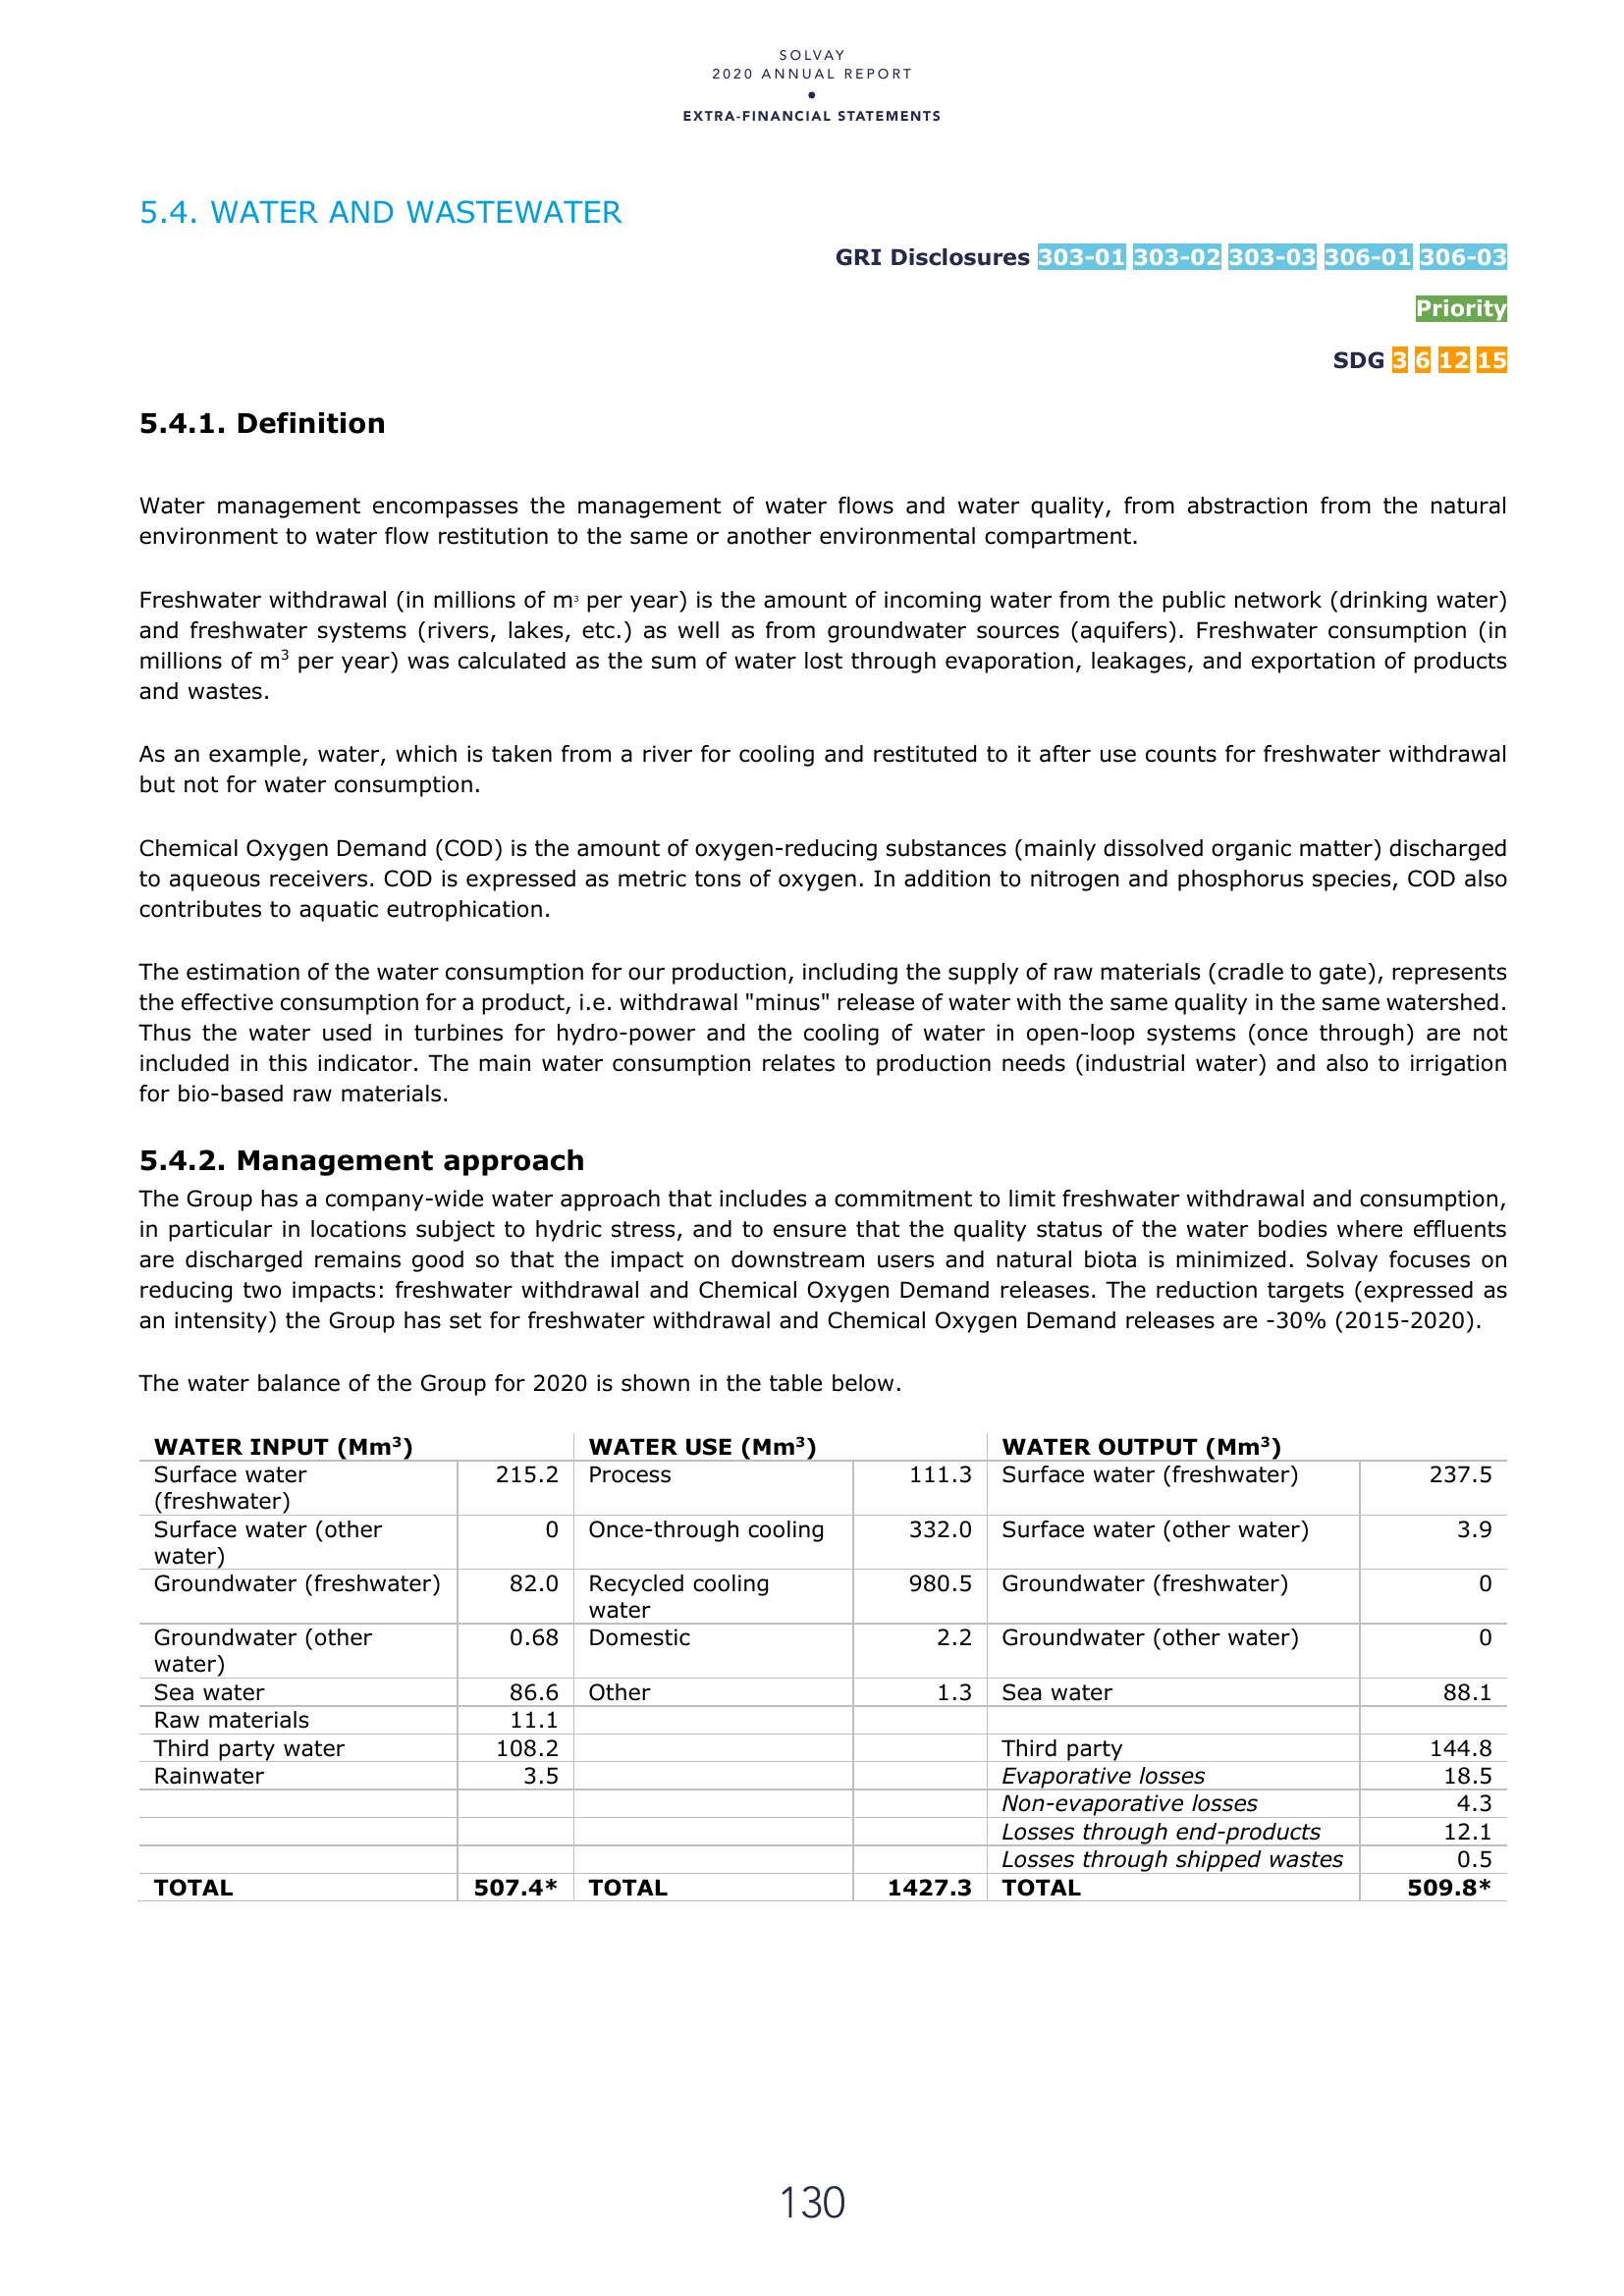 SOLVAY
2020 ANNUAL REPORT
•
EXTRA-FINANCIAL STATEMENTS
5.4. WATER AND WASTEWATER
GRI Disclosures 303-01 303-02 303-03 306-01 306-03
Priority
SDG 3 6 12 15
5.4.1. Definition
Water management encompasses the management of water flows and water quality, from abstraction from the natural
environment to water flow restitution to the same or another environmental compartment.
Freshwater withdrawal (in millions of m³ per year) is the amount of incoming water from the public network (drinking water)
and freshwater systems (rivers, lakes, etc.) as well as from groundwater sources (aquifers). Freshwater consumption (in
millions of m³ per year) was calculated as the sum of water lost through evaporation, leakages, and exportation of products
and wastes.
As an example, water, which is taken from a river for cooling and restituted to it after use counts for freshwater withdrawal
but not for water consumption.
Chemical Oxygen Demand (COD) is the amount of oxygen-reducing substances (mainly dissolved organic matter) discharged
to aqueous receivers. COD is expressed as metric tons of oxygen. In addition to nitrogen and phosphorus species, COD also
contributes to aquatic eutrophication.
The estimation of the water consumption for our production, including the supply of raw materials (cradle to gate), represents
the effective consumption for a product, i.e. withdrawal "minus" release of water with the same quality in the same watershed.
Thus the water used in turbines for hydro-power and the cooling of water in open-loop systems (once through) are not
included in this indicator. The main water consumption relates to production needs (industrial water) and also to irrigation
for bio-based raw materials.
5.4.2. Management approach
The Group has a company-wide water approach that includes a commitment to limit freshwater withdrawal and consumption,
in particular in locations subject to hydric stress, and to ensure that the quality status of the water bodies where effluents
are discharged remains good so that the impact on downstream users and natural biota is minimized. Solvay focuses on
reducing two impacts: freshwater withdrawal and Chemical Oxygen Demand releases. The reduction targets (expressed as
an intensity) the Group has set for freshwater withdrawal and Chemical Oxygen Demand releases are -30% (2015-2020).
The water balance of the Group for 2020 is shown in the table below.
WATER INPUT (Mm³) WATER USE (Mm³) WATER OUTPUT (Mm³)
Surface water 215.2 Process 111.3 Surface water (freshwater) 237.5
(freshwater)
Surface water (other 0 Once-through cooling 332.0 Surface water (other water) 3.9
water)
Groundwater (freshwater) 82.0 Recycled cooling 980.5 Groundwater (freshwater) 0
water
Groundwater (other 0.68 Domestic 2.2 Groundwater (other water) 0
water)
Sea water 86.6 Other 1.3 Sea water 88.1
Raw materials 11.1
Third party water 108.2 Third party 144.8
Rainwater 3.5 Evaporative losses 18.5
Non-evaporative losses 4.3
Losses through end-products 12.1
Losses through shipped wastes 0.5
TOTAL 507.4* TOTAL 1427.3 TOTAL 509.8*
130